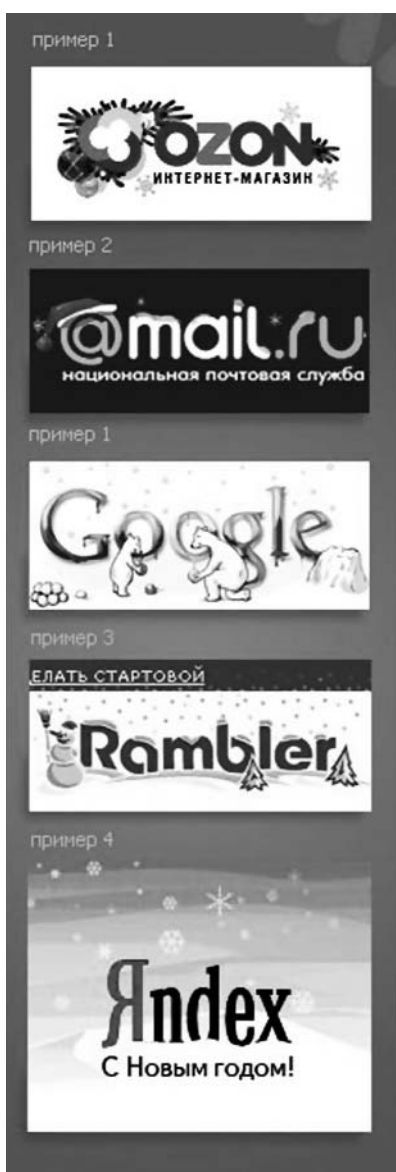 пример 1
OZON
ИНТЕРНЕТ-МАГАЗИН
пример 2
@mail.ru
национальная почтовая служба
пример 1
Google
пример 3
ЕЛАТЬ СТАРТОВОЙ
Rambler
пример 4
Яndex
С Новым годом!